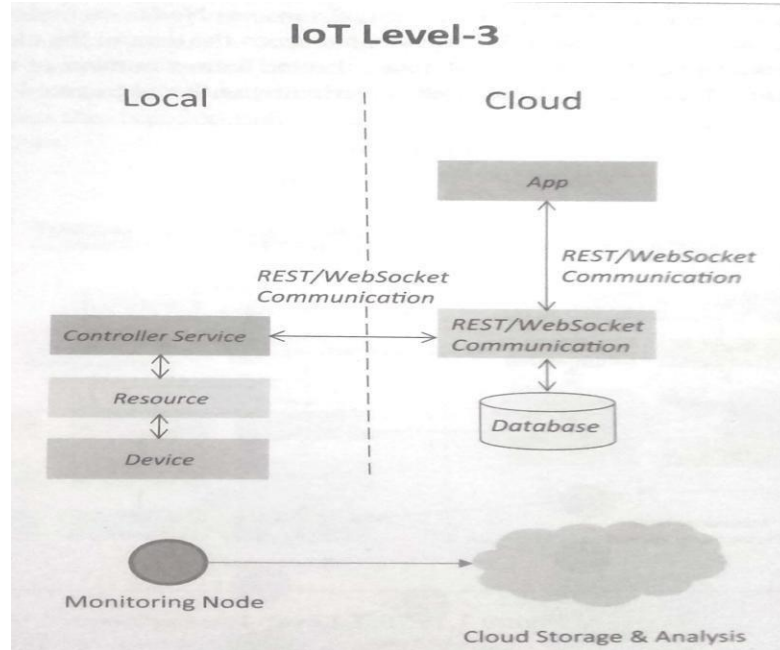 IoT Level-3
Local
Cloud
App
REST/WebSocket
Communication
REST/WebSocket
Communication
Controller Service
REST/WebSocket
Communication
Resource
Database
Device
Monitoring Node
Cloud Storage & Analysis